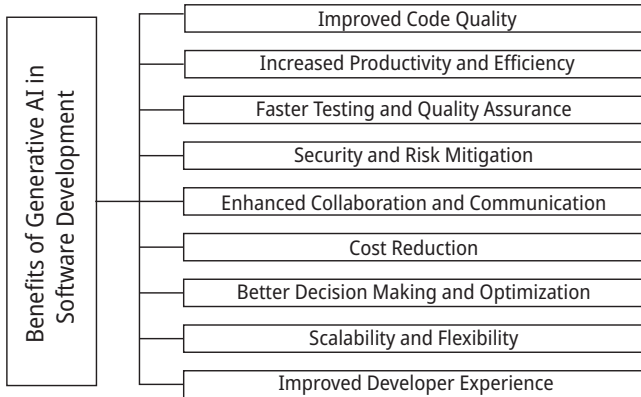 Benefits of Generative AI in
Software Development
Improved Code Quality
Increased Productivity and Efficiency
Faster Testing and Quality Assurance
Security and Risk Mitigation
Enhanced Collaboration and Communication
Cost Reduction
Better Decision Making and Optimization
Scalability and Flexibility
Improved Developer Experience